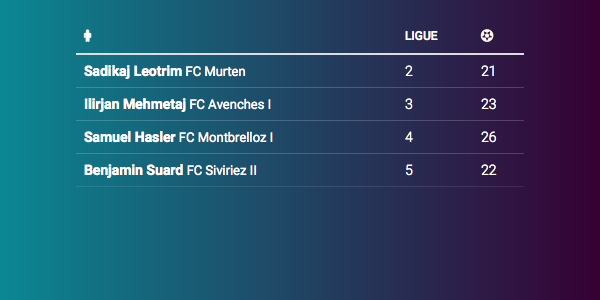 LIGUE
Sadikaj Leotrim FC Murten 2 21
Ilirjan Mehmetaj FC Avenches I 3 23
Samuel Hasler FC Montbrelloz I 4 26
Benjamin Suard FC Siviriez II 5 22